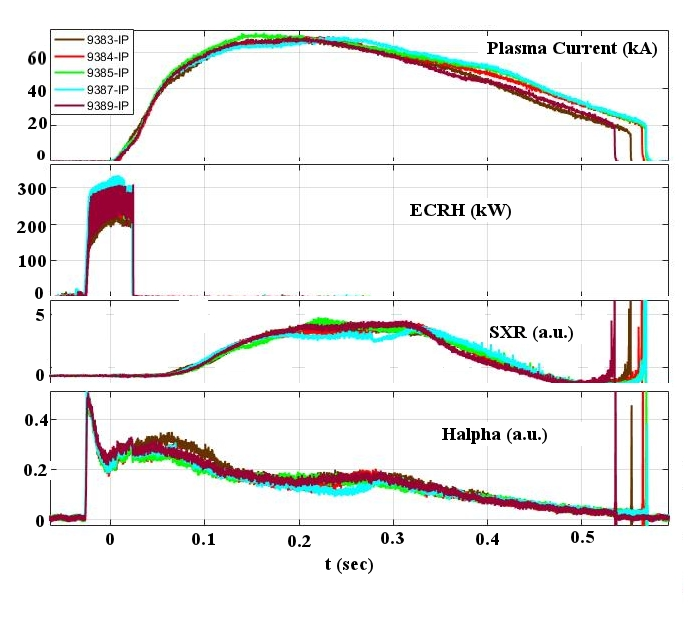 Plasma Current (kA)
9383-IP
9384-IP
9385-IP
9387-IP
9389-IP
60
40
20
0
ECRH (kW)
300
200
100
0
SXR (a.u.)
5
0
Halpha (a.u.)
0.4
0.2
0
0 0.1 0.2 0.3 0.4 0.5
t (sec)